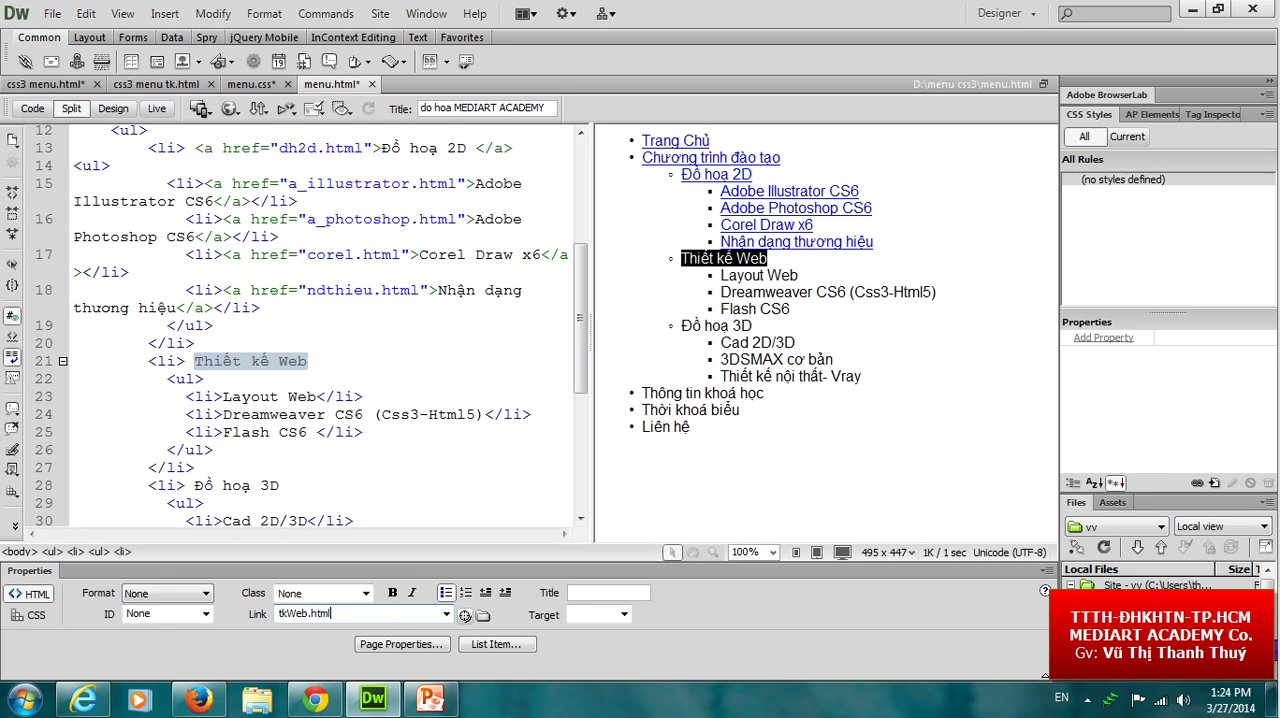 Dw File Edit View Insert Modify Format Commands Site Window Help Designer
Common Layout Forms Data Spry jQuery Mobile InContext Editing Text Favorites
css3 menu.html* css3 menu tk.html menu.css* menu.html* D:\menu css3\menu.html
Code Split Design Live Title: do hoa MEDIART ACADEMY
12 <ul>
13 <li> <a href="dh2d.html">Đồ hoạ 2D </a>
14 <ul>
15 <li><a href="a_illustrator.html">Adobe
Illustrator CS6</a></li>
16 <li><a href="a_photoshop.html">Adobe
Photoshop CS6</a></li>
17 <li><a href="corel.html">Corel Draw x6</a
></li>
18 <li><a href="ndthieu.html">Nhận dạng
thương hiệu</a></li>
19 </ul>
20 </li>
21 <li> Thiết kế Web
22 <ul>
23 <li>Layout Web</li>
24 <li>Dreamweaver CS6 (Css3-Html5)</li>
25 <li>Flash CS6 </li>
26 </ul>
27 </li>
28 <li> Đồ hoạ 3D
29 <ul>
30 <li>Cad 2D/3D</li>
Trang Chủ
Chương trình đào tạo
Đồ hoạ 2D
Adobe Illustrator CS6
Adobe Photoshop CS6
Corel Draw x6
Nhận dạng thương hiệu
Thiết kế Web
Layout Web
Dreamweaver CS6 (Css3-Html5)
Flash CS6
Đồ hoạ 3D
Cad 2D/3D
3DSMAX cơ bản
Thiết kế nội thất- Vray
Thông tin khoá học
Thời khoá biểu
Liên hệ
Adobe BrowserLab
CSS Styles AP Elements Tag Inspecto
All Current
All Rules
(no styles defined)
Properties
Add Property
Files Assets
vv Local view
Local Files Size
Site - vv (C:\Users\th...
<body> <ul> <li> <ul> <li> 100% 495 x 447 1K / 1 sec Unicode (UTF-8)
Properties
HTML Format None Class None B I Title
CSS ID None Link tkWeb.html Target
Page Properties... List Item...
TTTH-ĐHKHTN-TP.HCM
MEDIART ACADEMY Co.
Gv: Vũ Thị Thanh Thuý
Dw EN 1:24 PM
3/27/2014